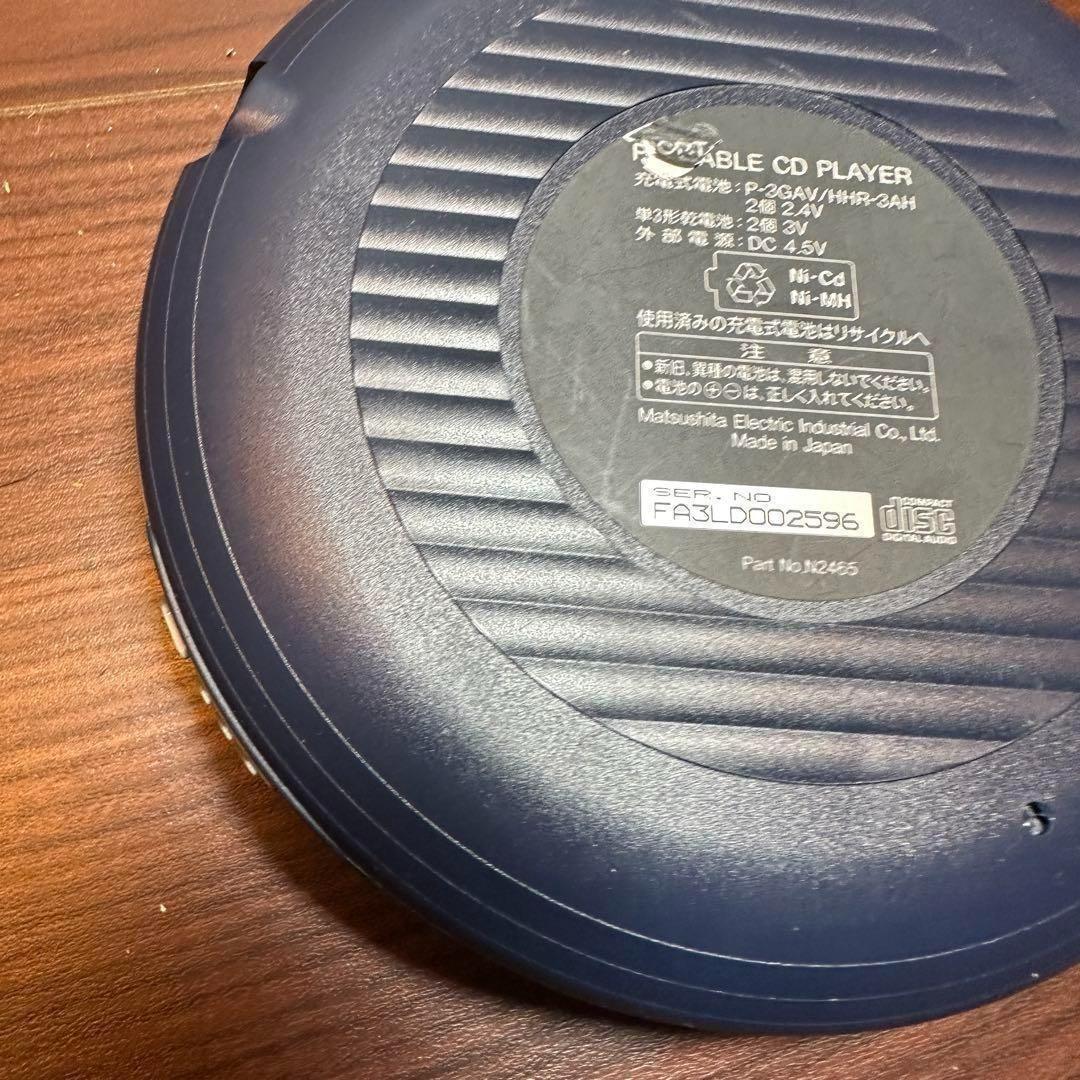 PORTABLE CD PLAYER
充電式電池：P-3GAV/HHR-3AH
2個 2.4V
単3形乾電池：2個 3V
外部電源：DC 4.5V
Ni-Cd
Ni-MH
使用済みの充電式電池はリサイクルへ
注 意
●新旧、異種の電池は、混用しないでください。
●電池の⊕⊖は、正しく入れてください。
Matsushita Electric Industrial Co., Ltd.
Made in Japan
SER. NO
FA3LD002596
COMPACT
disc
DIGITAL AUDIO
Part No.N2465